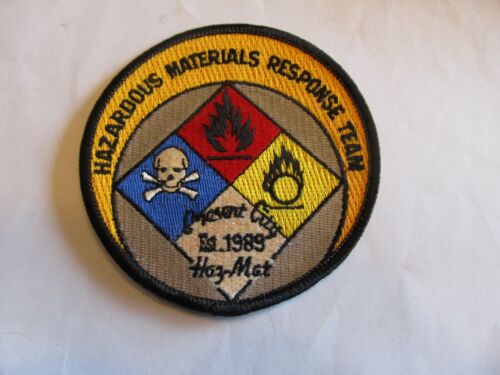 HAZARDOUS MATERIALS RESPONSE TEAM
Crescent City
Est. 1989
Haz-Mat